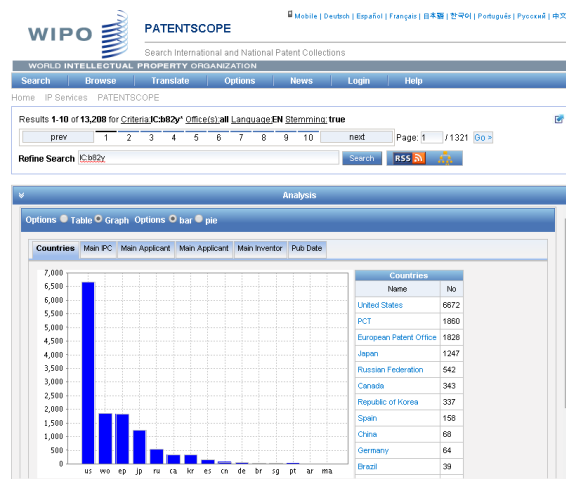 Mobile | Deutsch | Español | Français | 日本語 | 한국어 | Português | Русский | 中文
WIPO
PATENTSCOPE
Search International and National Patent Collections
WORLD INTELLECTUAL PROPERTY ORGANIZATION
Search Browse Translate Options News Login Help
Home IP Services PATENTSCOPE
Results 1-10 of 13,208 for Criteria:IC:b82y* Office(s):all Language:EN Stemming: true
prev 1 2 3 4 5 6 7 8 9 10 next Page: 1 / 1321 Go >
Refine Search IC:b82y Search RSS
Analysis
Options Table Graph Options bar pie
Countries Main IPC Main Applicant Main Applicant Main Inventor Pub Date
7,000
6,500
6,000
5,500
5,000
4,500
4,000
3,500
3,000
2,500
2,000
1,500
1,000
500
0
us wo ep jp ru ca kr es cn de br sg pt ar ma
Countries
Name No
United States 6672
PCT 1860
European Patent Office 1828
Japan 1247
Russian Federation 542
Canada 343
Republic of Korea 337
Spain 158
China 68
Germany 64
Brazil 39